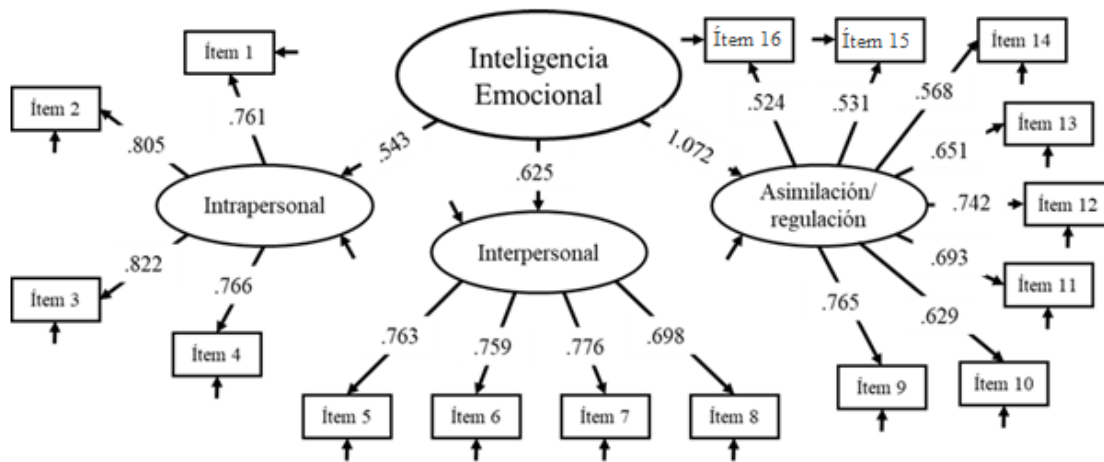 Inteligencia
Emocional
Ítem 16
Ítem 15
Ítem 14
Ítem 1
Ítem 2
Ítem 13
.805
.761
.543
.625
1.072
.524
.531
.568
.651
Intrapersonal
Interpersonal
Asimilación/
regulación
.742
Ítem 12
.822
.766
.693
Ítem 3
Ítem 11
Ítem 4
.763
.759
.776
.698
.765
.629
Ítem 5
Ítem 6
Ítem 7
Ítem 8
Ítem 9
Ítem 10